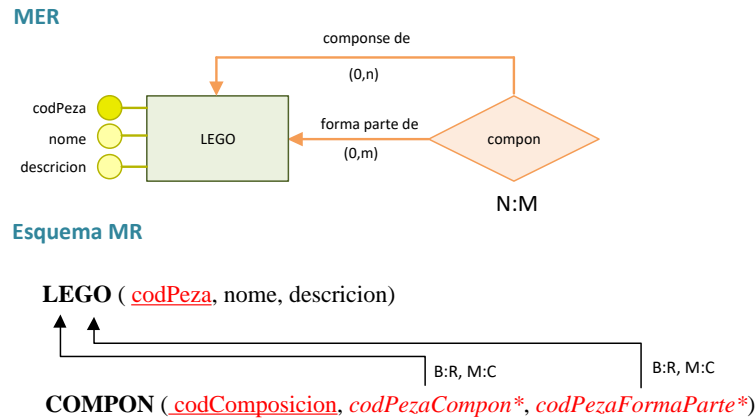 MER
compónse de
(0,n)
codPeza
nome
descricion
LEGO
forma parte de
(0,m)
compon
N:M
Esquema MR
LEGO ( codPeza, nome, descricion)
B:R, M:C
B:R, M:C
COMPON ( codComposicion, codPezaCompon*, codPezaFormaParte*)